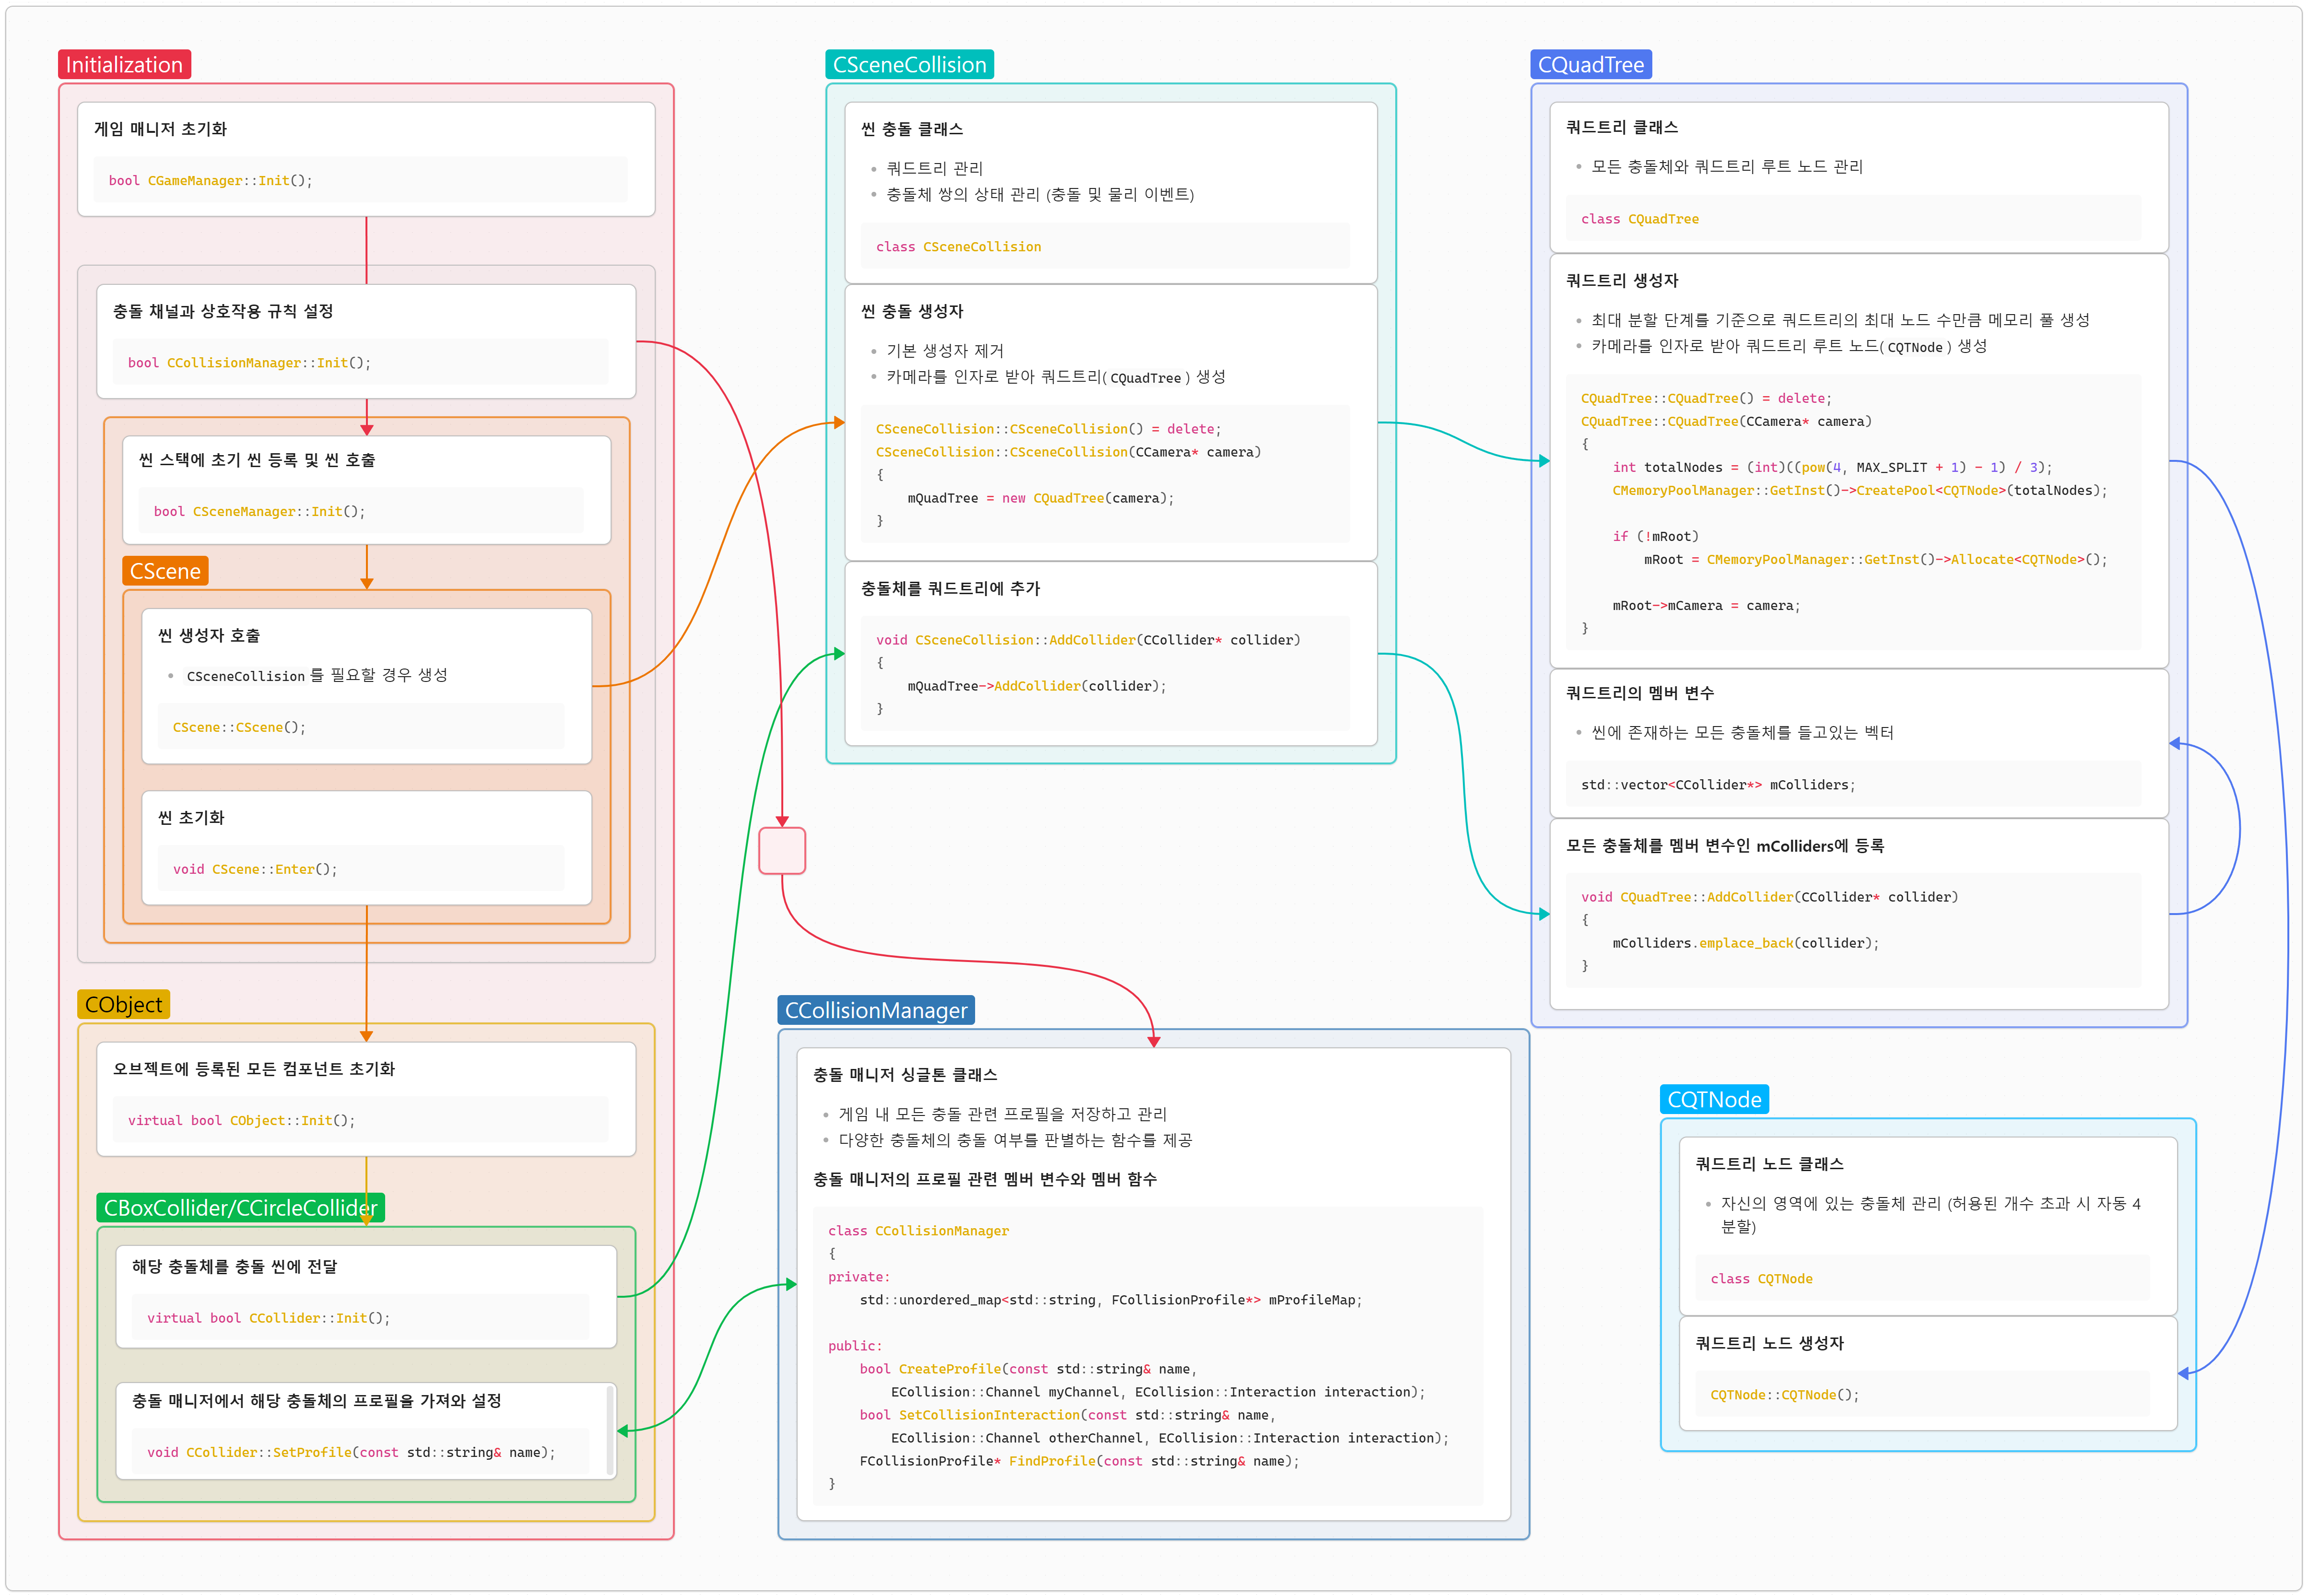 Initialization
게임 매니저 초기화
bool CGameManager::Init();
충돌 채널과 상호작용 규칙 설정
bool CCollisionManager::Init();
씬 스택에 초기 씬 등록 및 씬 호출
bool CSceneManager::Init();
CScene
씬 생성자 호출
• CSceneCollision를 필요할 경우 생성
CScene::CScene();
씬 초기화
void CScene::Enter();
CObject
오브젝트에 등록된 모든 컴포넌트 초기화
virtual bool CObject::Init();
CBoxCollider/CCircleCollider
해당 충돌체를 충돌 씬에 전달
virtual bool CCollider::Init();
충돌 매니저에서 해당 충돌체의 프로필을 가져와 설정
void CCollider::SetProfile(const std::string& name);
CSceneCollision
씬 충돌 클래스
• 쿼드트리 관리
• 충돌체 쌍의 상태 관리 (충돌 및 물리 이벤트)
class CSceneCollision
씬 충돌 생성자
• 기본 생성자 제거
• 카메라를 인자로 받아 쿼드트리( CQuadTree ) 생성
CSceneCollision::CSceneCollision() = delete;
CSceneCollision::CSceneCollision(CCamera* camera)
{
    mQuadTree = new CQuadTree(camera);
}
충돌체를 쿼드트리에 추가
void CSceneCollision::AddCollider(CCollider* collider)
{
    mQuadTree->AddCollider(collider);
}
CCollisionManager
충돌 매니저 싱글톤 클래스
• 게임 내 모든 충돌 관련 프로필을 저장하고 관리
• 다양한 충돌체의 충돌 여부를 판별하는 함수를 제공
충돌 매니저의 프로필 관련 멤버 변수와 멤버 함수
class CCollisionManager
{
private:
    std::unordered_map<std::string, FCollisionProfile*> mProfileMap;
public:
    bool CreateProfile(const std::string& name,
        ECollision::Channel myChannel, ECollision::Interaction interaction);
    bool SetCollisionInteraction(const std::string& name,
        ECollision::Channel otherChannel, ECollision::Interaction interaction);
    FCollisionProfile* FindProfile(const std::string& name);
}
CQuadTree
쿼드트리 클래스
• 모든 충돌체와 쿼드트리 루트 노드 관리
class CQuadTree
쿼드트리 생성자
• 최대 분할 단계를 기준으로 쿼드트리의 최대 노드 수만큼 메모리 풀 생성
• 카메라를 인자로 받아 쿼드트리 루트 노드( CQTNode ) 생성
CQuadTree::CQuadTree() = delete;
CQuadTree::CQuadTree(CCamera* camera)
{
    int totalNodes = (int)((pow(4, MAX_SPLIT + 1) - 1) / 3);
    CMemoryPoolManager::GetInst()->CreatePool<CQTNode>(totalNodes);
    if (!mRoot)
        mRoot = CMemoryPoolManager::GetInst()->Allocate<CQTNode>();
    mRoot->mCamera = camera;
}
쿼드트리의 멤버 변수
• 씬에 존재하는 모든 충돌체를 들고있는 벡터
std::vector<CCollider*> mColliders;
모든 충돌체를 멤버 변수인 mColliders에 등록
void CQuadTree::AddCollider(CCollider* collider)
{
    mColliders.emplace_back(collider);
}
CQTNode
쿼드트리 노드 클래스
• 자신의 영역에 있는 충돌체 관리 (허용된 개수 초과 시 자동 4
분할)
class CQTNode
쿼드트리 노드 생성자
CQTNode::CQTNode();